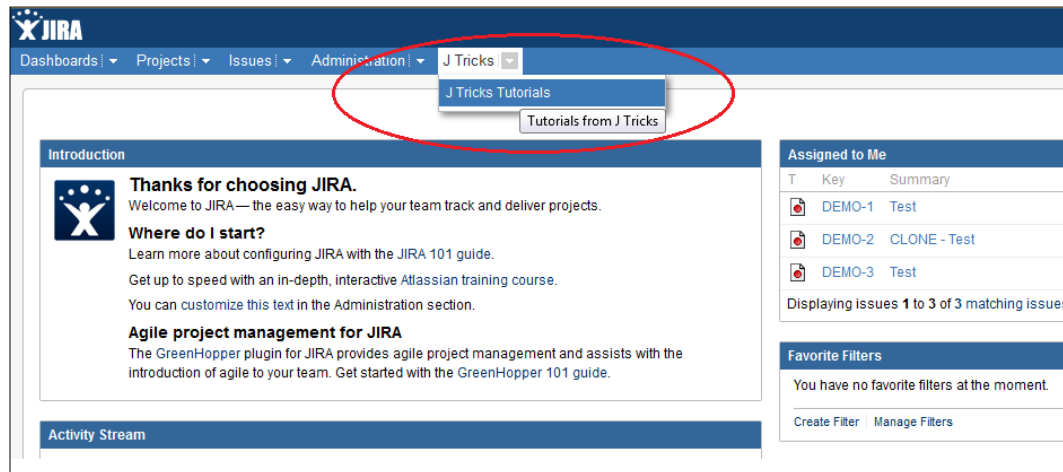 JIRA
Dashboards Projects Issues Administration J Tricks
J Tricks Tutorials
Tutorials from J Tricks
Introduction
Thanks for choosing JIRA.
Welcome to JIRA — the easy way to help your team track and deliver projects.
Where do I start?
Learn more about configuring JIRA with the JIRA 101 guide.
Get up to speed with an in-depth, interactive Atlassian training course.
You can customize this text in the Administration section.
Agile project management for JIRA
The GreenHopper plugin for JIRA provides agile project management and assists with the
introduction of agile to your team. Get started with the GreenHopper 101 guide.
Activity Stream
Assigned to Me
T Key Summary
DEMO-1 Test
DEMO-2 CLONE - Test
DEMO-3 Test
Displaying issues 1 to 3 of 3 matching issues
Favorite Filters
You have no favorite filters at the moment.
Create Filter Manage Filters